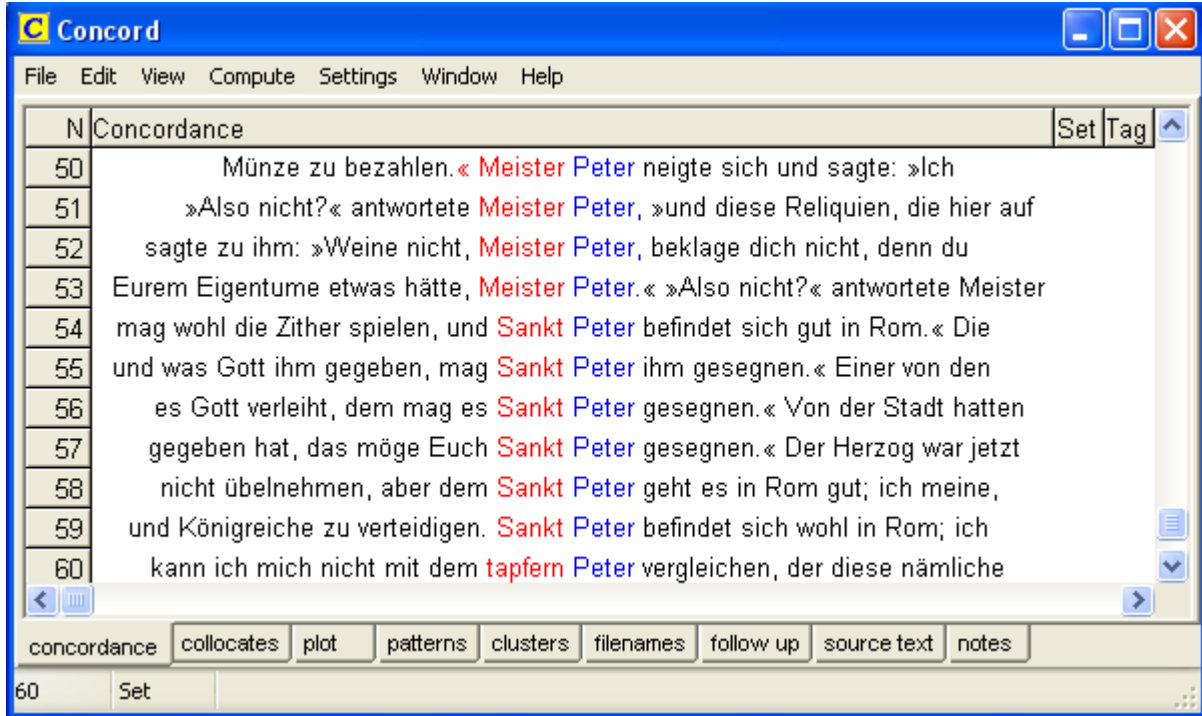 C Concord
File Edit View Compute Settings Window Help
N Concordance Set Tag
50 Münze zu bezahlen.« Meister Peter neigte sich und sagte: »Ich
51 »Also nicht?« antwortete Meister Peter, »und diese Reliquien, die hier auf
52 sagte zu ihm: »Weine nicht, Meister Peter, beklage dich nicht, denn du
53 Eurem Eigentume etwas hätte, Meister Peter.« »Also nicht?« antwortete Meister
54 mag wohl die Zither spielen, und Sankt Peter befindet sich gut in Rom.« Die
55 und was Gott ihm gegeben, mag Sankt Peter ihm gesegnen.« Einer von den
56 es Gott verleiht, dem mag es Sankt Peter gesegnen.« Von der Stadt hatten
57 gegeben hat, das möge Euch Sankt Peter gesegnen.« Der Herzog war jetzt
58 nicht übelnehmen, aber dem Sankt Peter geht es in Rom gut; ich meine,
59 und Königreiche zu verteidigen. Sankt Peter befindet sich wohl in Rom; ich
60 kann ich mich nicht mit dem tapfern Peter vergleichen, der diese nämliche
concordance collocates plot patterns clusters filenames follow up source text notes
60 Set